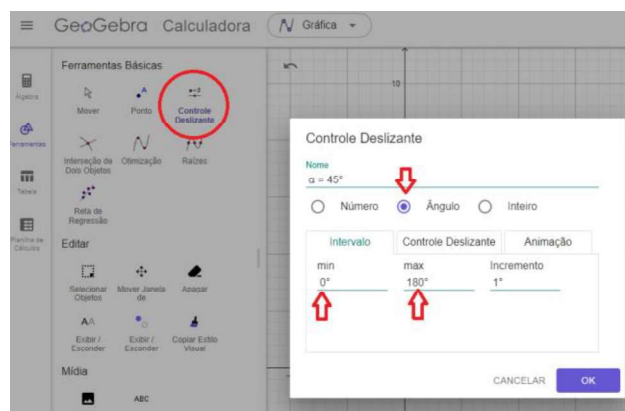 GeoGebra Calculadora
Gráfica
Ferramentas Básicas
Álgebra
Mover
Ponto
Controle
Deslizante
Ferramentas
Interseção de
Dois Objetos
Otimização
Raízes
Tabela
Reta de
Regressão
Planilha de
Cálculos
Editar
Selecionar
Objetos
Mover Janela
de
Apagar
AA
Exibir /
Esconder
Exibir /
Esconder
Copiar Estilo
Visual
Mídia
ABC
10
Controle Deslizante
Nome
α = 45°
Número
Ângulo
Inteiro
Intervalo
Controle Deslizante
Animação
min
max
Incremento
0°
180°
1°
CANCELAR
OK